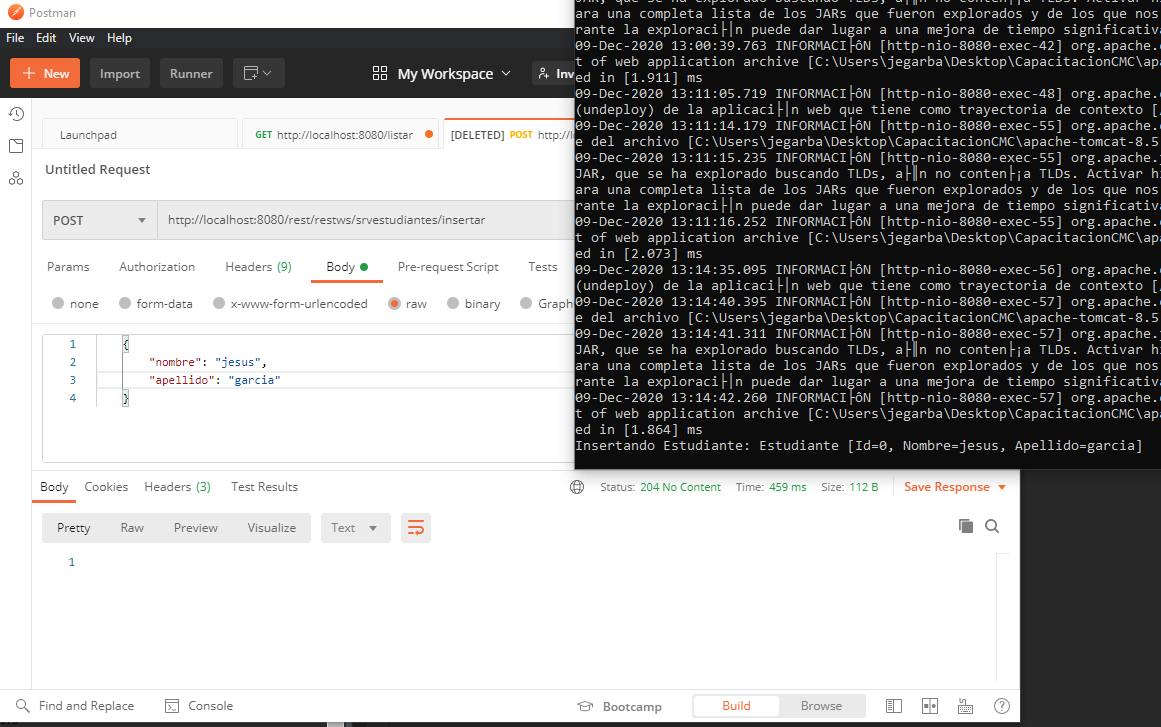 Postman
File Edit View Help
New Import Runner My Workspace Inv
Launchpad GET http://localhost:8080/listar [DELETED] POST http://l
Untitled Request
POST http://localhost:8080/rest/restws/srvestudiantes/insertar
Params Authorization Headers (9) Body Pre-request Script Tests
none form-data x-www-form-urlencoded raw binary Graph
1 {
2 "nombre": "jesus",
3 "apellido": "garcia"
4 }
ara una completa lista de los JARs que fueron explorados y de los que nos
rante la exploraci├│n puede dar lugar a una mejora de tiempo significativa
09-Dec-2020 13:00:39.763 INFORMACI├ôN [http-nio-8080-exec-42] org.apache.
t of web application archive [C:\Users\jegarba\Desktop\CapacitacionCMC\apa
ed in [1.911] ms
09-Dec-2020 13:11:05.719 INFORMACI├ôN [http-nio-8080-exec-48] org.apache.
(undeploy) de la aplicaci├│n web que tiene como trayectoria de contexto [
09-Dec-2020 13:11:14.179 INFORMACI├ôN [http-nio-8080-exec-55] org.apache.
e del archivo [C:\Users\jegarba\Desktop\CapacitacionCMC\apache-tomcat-8.5
09-Dec-2020 13:11:15.235 INFORMACI├ôN [http-nio-8080-exec-55] org.apache.j
JAR, que se ha explorado buscando TLDs, a├║n no conten├¡a TLDs. Activar hi
ara una completa lista de los JARs que fueron explorados y de los que nos
rante la exploraci├│n puede dar lugar a una mejora de tiempo significativa
09-Dec-2020 13:11:16.252 INFORMACI├ôN [http-nio-8080-exec-55] org.apache.
t of web application archive [C:\Users\jegarba\Desktop\CapacitacionCMC\apa
ed in [2.073] ms
09-Dec-2020 13:14:35.095 INFORMACI├ôN [http-nio-8080-exec-56] org.apache.
(undeploy) de la aplicaci├│n web que tiene como trayectoria de contexto [
09-Dec-2020 13:14:40.395 INFORMACI├ôN [http-nio-8080-exec-57] org.apache.
e del archivo [C:\Users\jegarba\Desktop\CapacitacionCMC\apache-tomcat-8.5
09-Dec-2020 13:14:41.311 INFORMACI├ôN [http-nio-8080-exec-57] org.apache.j
JAR, que se ha explorado buscando TLDs, a├║n no conten├¡a TLDs. Activar hi
ara una completa lista de los JARs que fueron explorados y de los que nos
rante la exploraci├│n puede dar lugar a una mejora de tiempo significativa
09-Dec-2020 13:14:42.260 INFORMACI├ôN [http-nio-8080-exec-57] org.apache.
t of web application archive [C:\Users\jegarba\Desktop\CapacitacionCMC\apa
ed in [1.864] ms
Insertando Estudiante: Estudiante [Id=0, Nombre=jesus, Apellido=garcia]
Body Cookies Headers (3) Test Results Status: 204 No Content Time: 459 ms Size: 112 B Save Response
Pretty Raw Preview Visualize Text
1
Find and Replace Console Bootcamp Build Browse